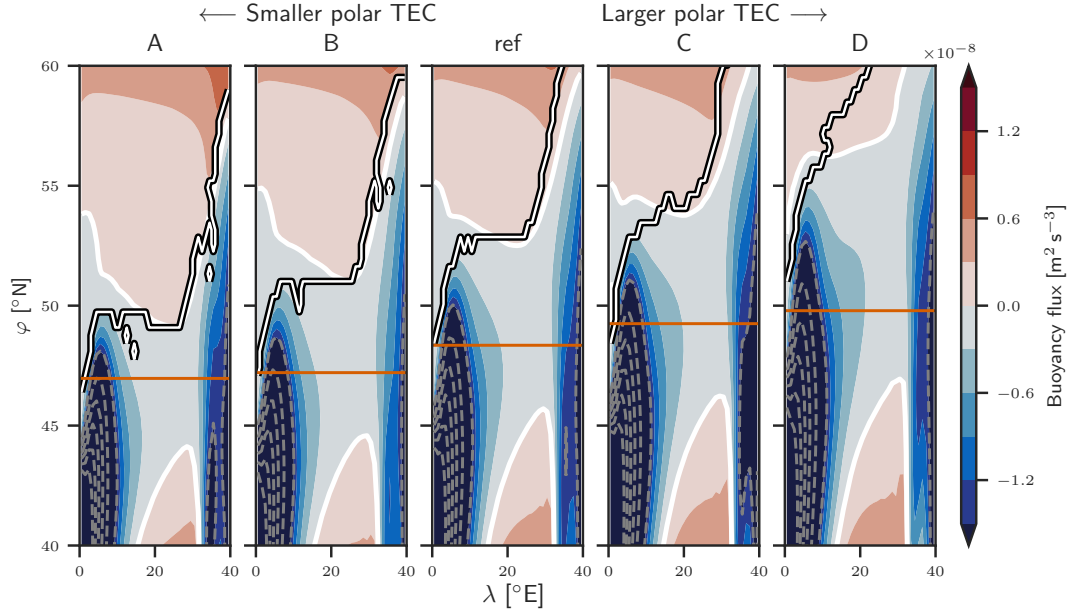 ← Smaller polar TEC Larger polar TEC →
A B ref C D ×10⁻⁸
60
55
50
45
40
φ [°N]
0 20 40 0 20 40 0 20 40 0 20 40 0 20 40
λ [°E]
1.2
0.6
0.0
−0.6
−1.2
Buoyancy flux [m² s⁻³]